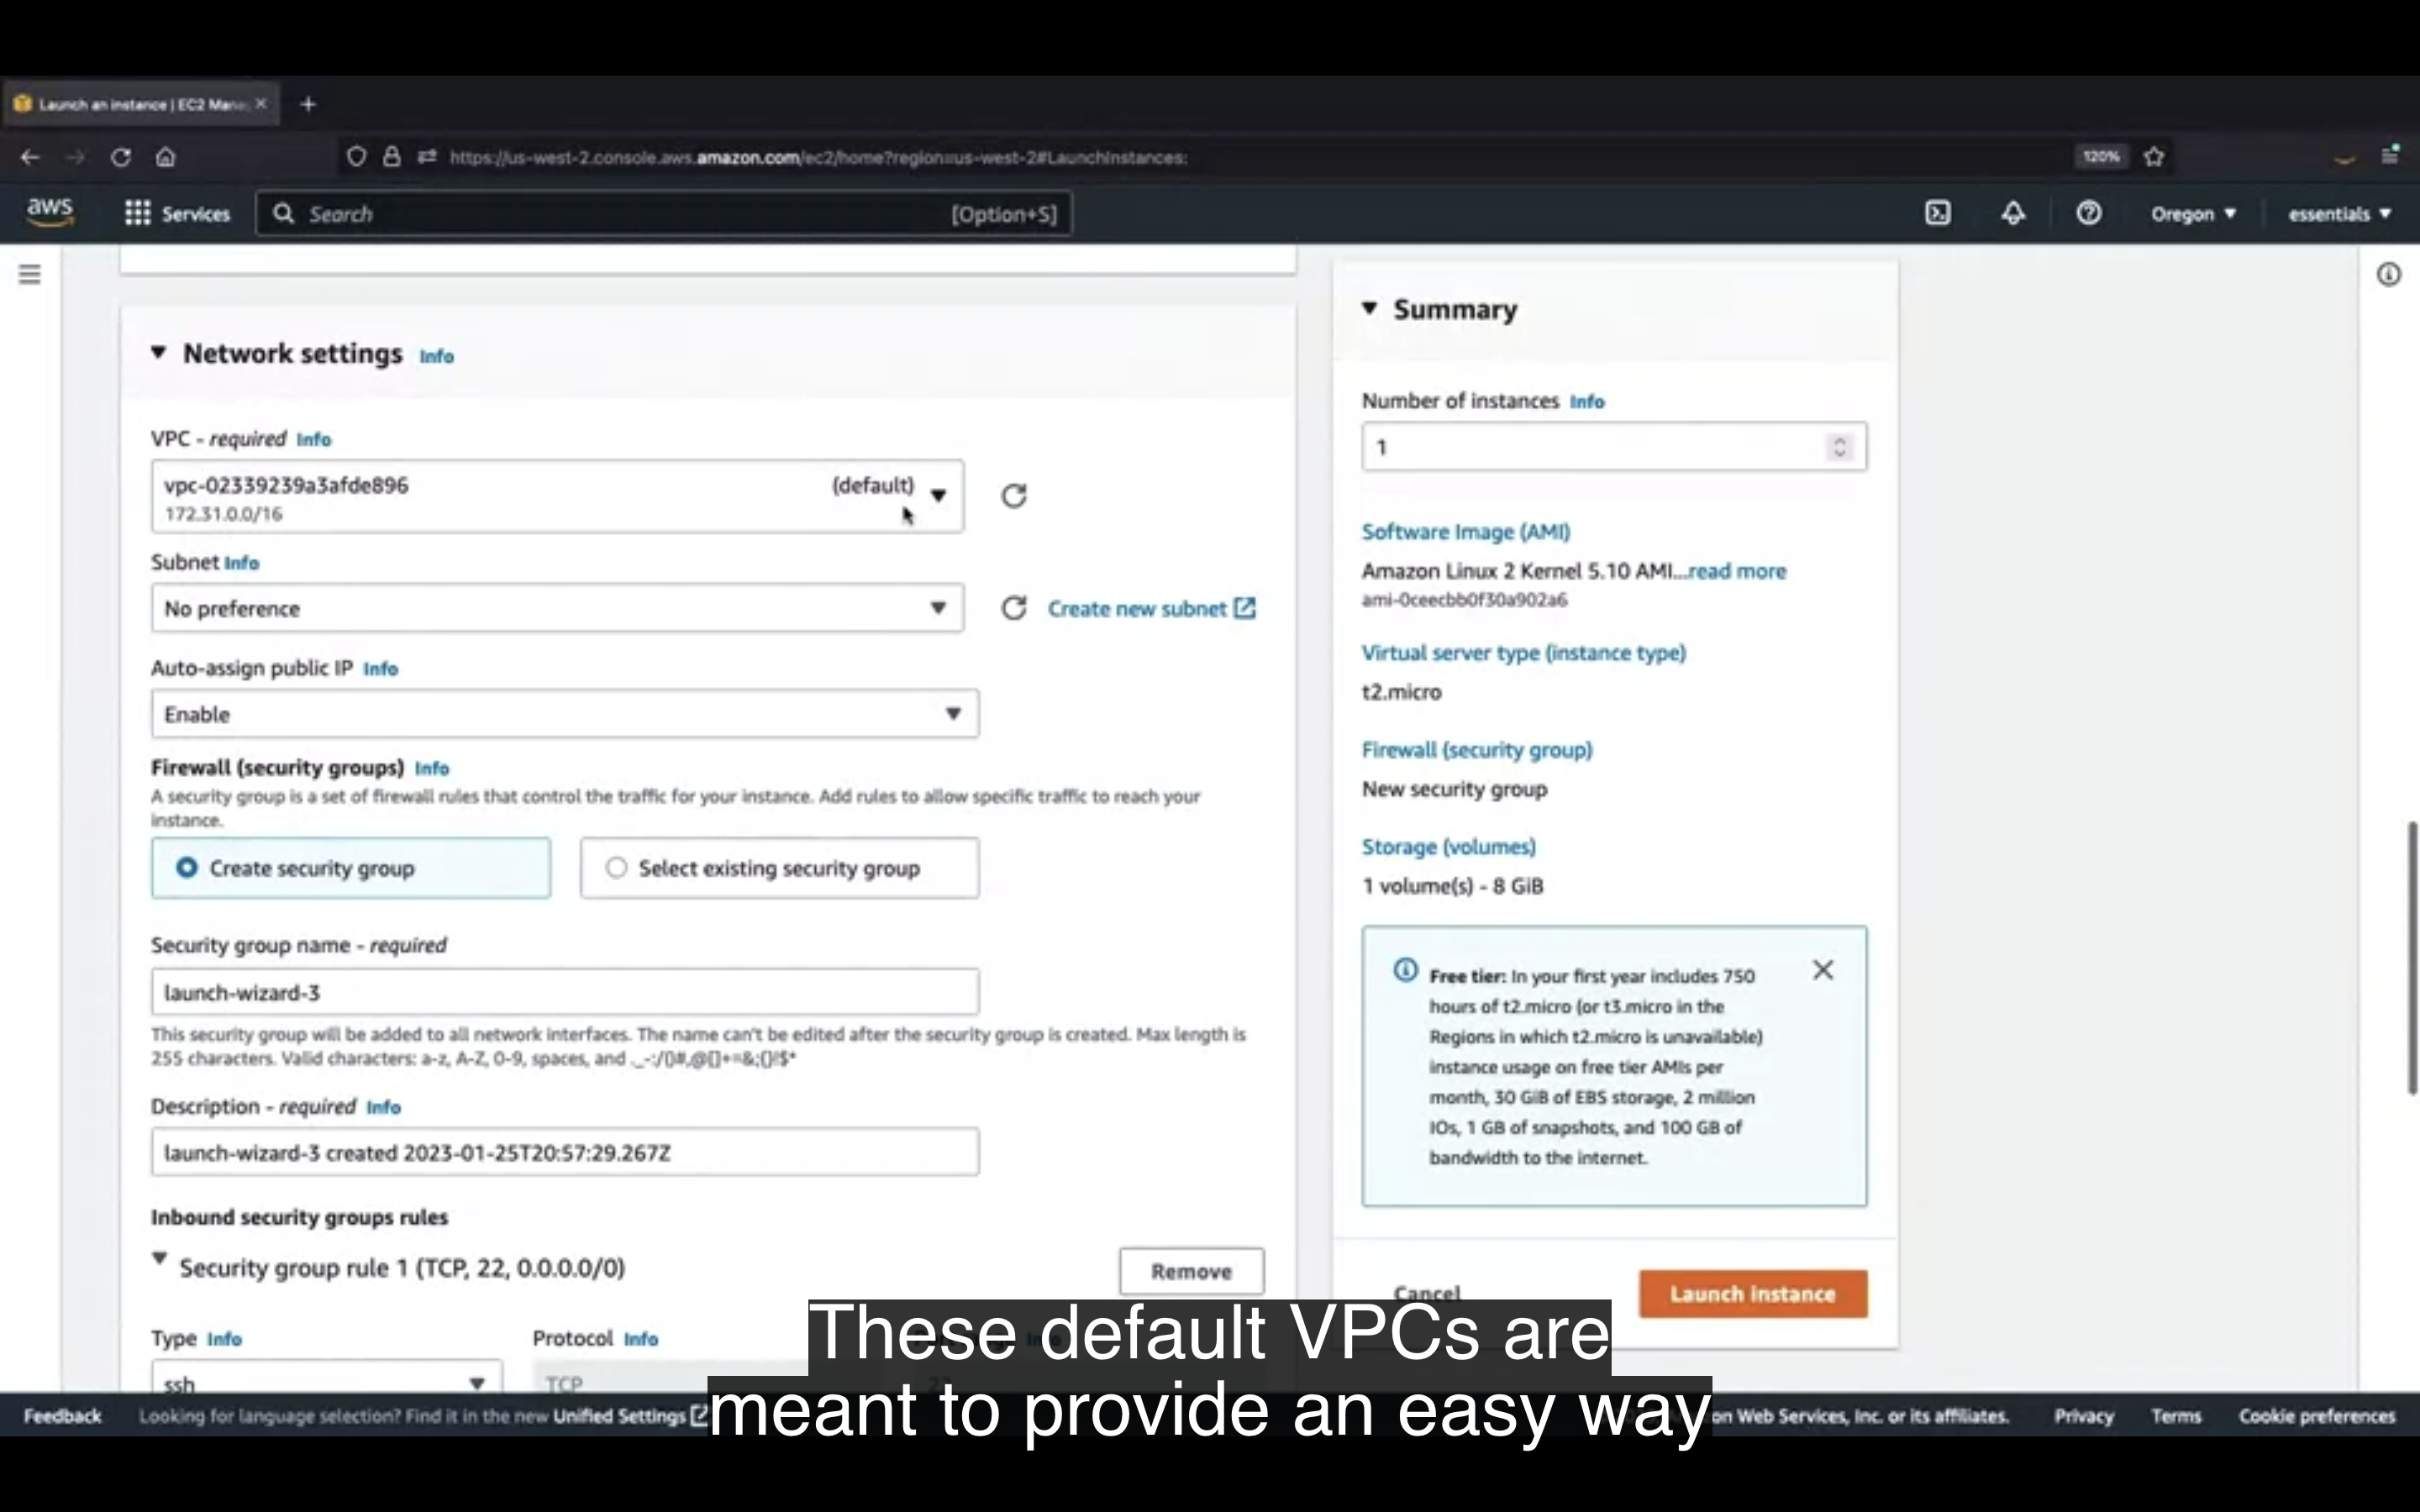 Launch an instance | EC2 Mana
https://us-west-2.console.aws.amazon.com/ec2/home?region=us-west-2#LaunchInstances:
120%
aws
Services
Search
[Option+S]
Oregon
essentials
Network settings Info
VPC - required Info
vpc-02339239a3afde896
(default)
172.31.0.0/16
Subnet Info
No preference
Create new subnet
Auto-assign public IP Info
Enable
Firewall (security groups) Info
A security group is a set of firewall rules that control the traffic for your instance. Add rules to allow specific traffic to reach your
instance.
Create security group
Select existing security group
Security group name - required
launch-wizard-3
This security group will be added to all network interfaces. The name can't be edited after the security group is created. Max length is
255 characters. Valid characters: a-z, A-Z, 0-9, spaces, and ._-:/()#,@[]+=&;{}!$*
Description - required Info
launch-wizard-3 created 2023-01-25T20:57:29.267Z
Inbound security groups rules
Security group rule 1 (TCP, 22, 0.0.0.0/0)
Remove
Type Info
Protocol Info
ssh
TCP
Summary
Number of instances Info
1
Software Image (AMI)
Amazon Linux 2 Kernel 5.10 AMI...read more
ami-0ceecbb0f30a902a6
Virtual server type (instance type)
t2.micro
Firewall (security group)
New security group
Storage (volumes)
1 volume(s) - 8 GiB
Free tier: In your first year includes 750
hours of t2.micro (or t3.micro in the
Regions in which t2.micro is unavailable)
instance usage on free tier AMIs per
month, 30 GiB of EBS storage, 2 million
IOs, 1 GB of snapshots, and 100 GB of
bandwidth to the internet.
Cancel
Launch instance
These default VPCs are
meant to provide an easy way
Feedback
Looking for language selection? Find it in the new Unified Settings
on Web Services, Inc. or its affiliates.
Privacy
Terms
Cookie preferences